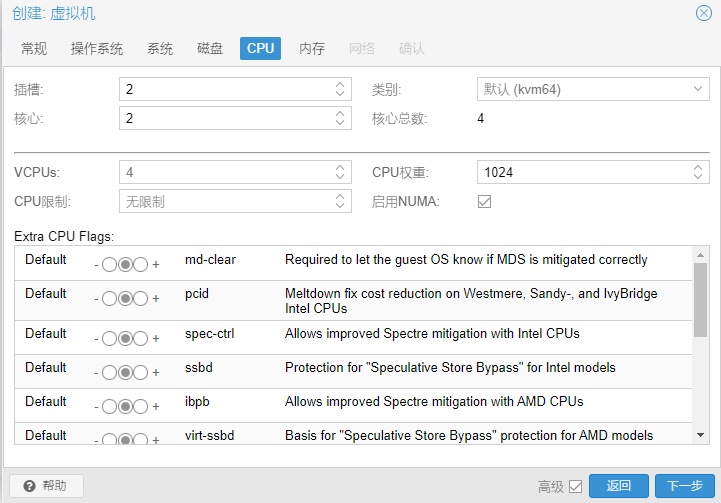 创建: 虚拟机
常规 操作系统 系统 磁盘 CPU 内存 网络 确认
插槽: 2 类别: 默认 (kvm64)
核心: 2 核心总数: 4
VCPUs: 4 CPU权重: 1024
CPU限制: 无限制 启用NUMA:
Extra CPU Flags:
Default - + md-clear Required to let the guest OS know if MDS is mitigated correctly
Default - + pcid Meltdown fix cost reduction on Westmere, Sandy-, and IvyBridge
Intel CPUs
Default - + spec-ctrl Allows improved Spectre mitigation with Intel CPUs
Default - + ssbd Protection for "Speculative Store Bypass" for Intel models
Default - + ibpb Allows improved Spectre mitigation with AMD CPUs
Default - + virt-ssbd Basis for "Speculative Store Bypass" protection for AMD models
帮助 高级 返回 下一步